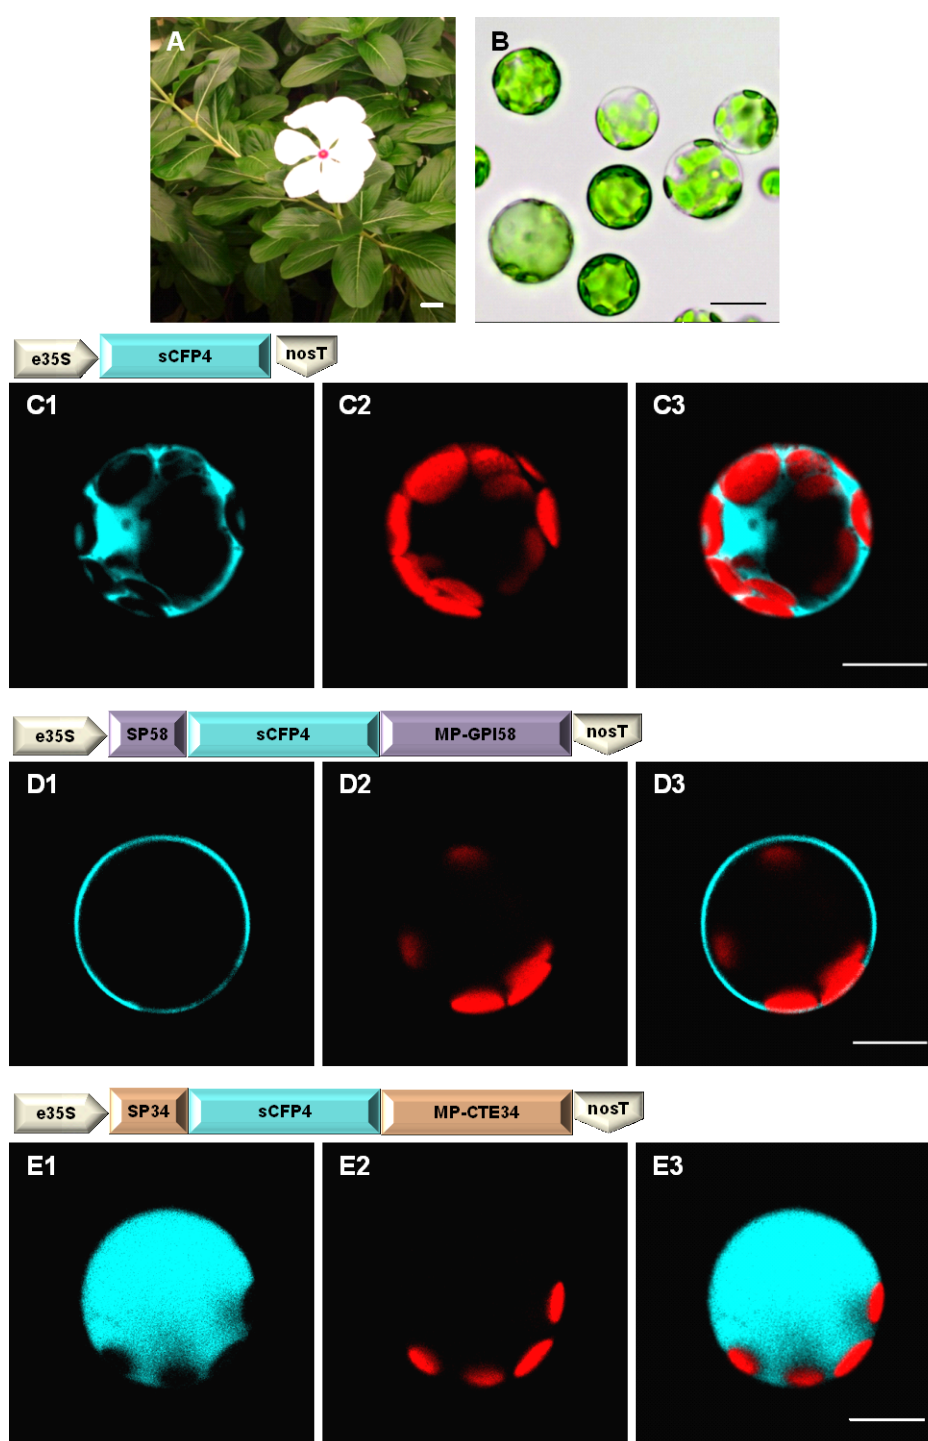 A
B
e35S sCFP4 nosT
C1 C2 C3
e35S SP58 sCFP4 MP-GPI58 nosT
D1 D2 D3
e35S SP34 sCFP4 MP-CTE34 nosT
E1 E2 E3